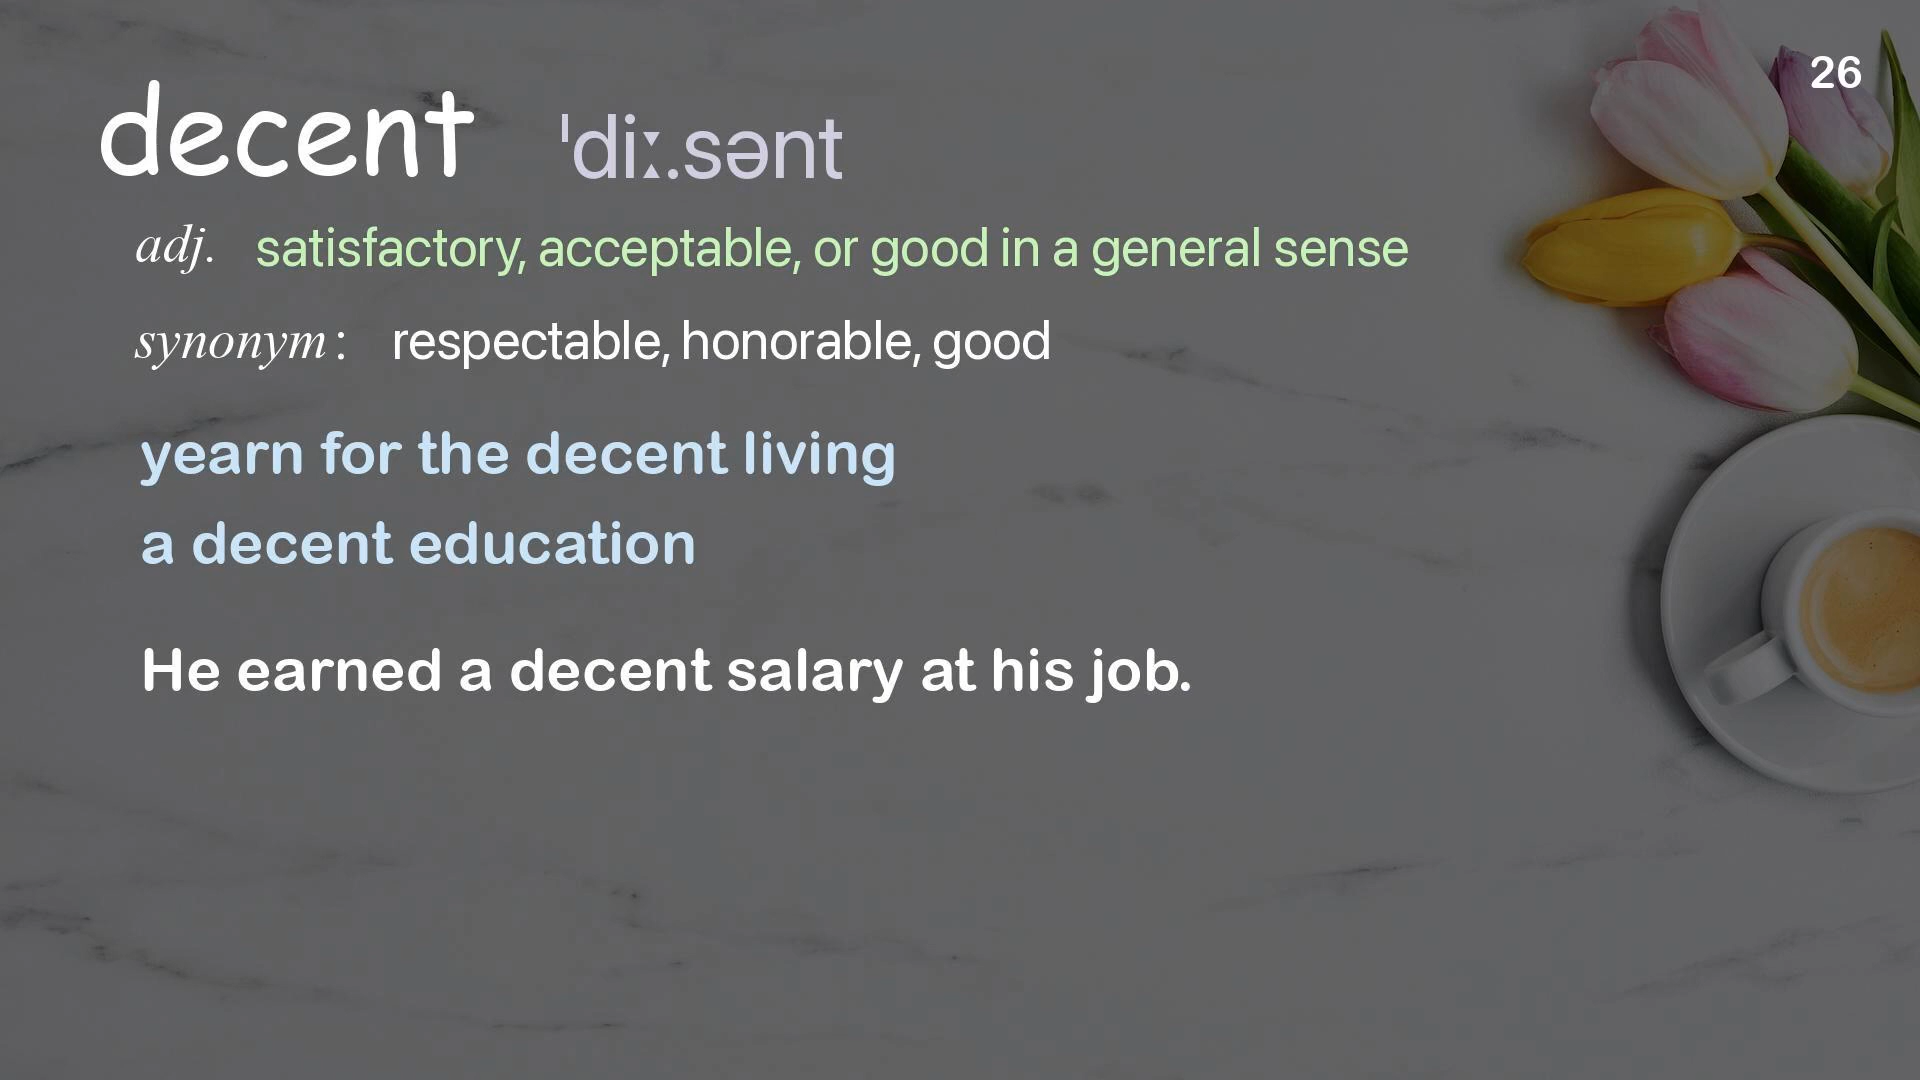 26
decent ˈdiː.sənt
adj. satisfactory, acceptable, or good in a general sense
synonym : respectable, honorable, good
yearn for the decent living
a decent education
He earned a decent salary at his job.